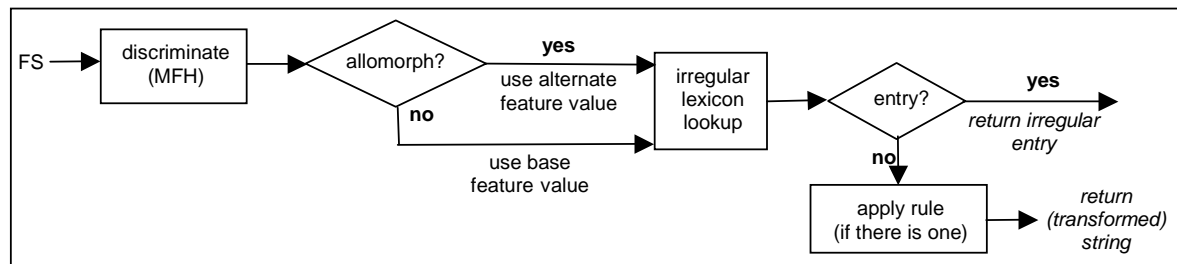 FS
discriminate
(MFH)
allomorph?
yes
use alternate
feature value
no
use base
feature value
irregular
lexicon
lookup
entry?
yes
return irregular
entry
no
apply rule
(if there is one)
return
(transformed)
string